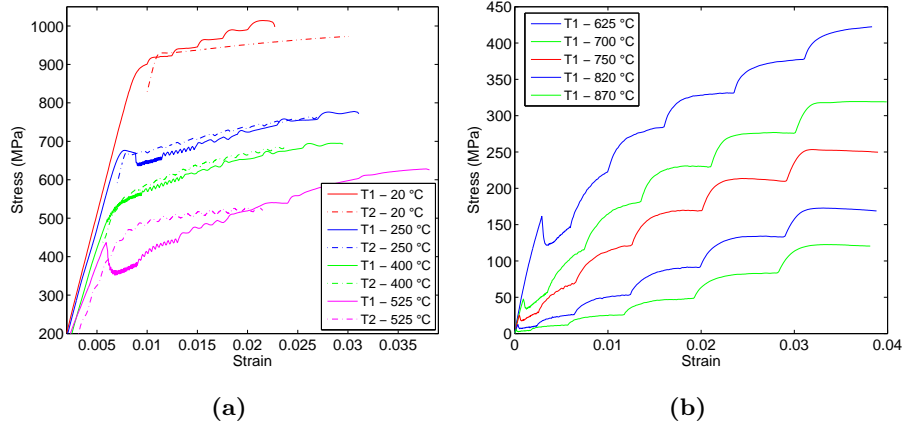 1000
900
800
700
600
500
400
300
200
Stress (MPa)
0.005 0.01 0.015 0.02 0.025 0.03 0.035
Strain
T1 – 20 °C
T2 – 20 °C
T1 – 250 °C
T2 – 250 °C
T1 – 400 °C
T2 – 400 °C
T1 – 525 °C
T2 – 525 °C
(a)
450
400
350
300
250
200
150
100
50
0
Stress (MPa)
0 0.01 0.02 0.03 0.04
Strain
T1 – 625 °C
T1 – 700 °C
T1 – 750 °C
T1 – 820 °C
T1 – 870 °C
(b)